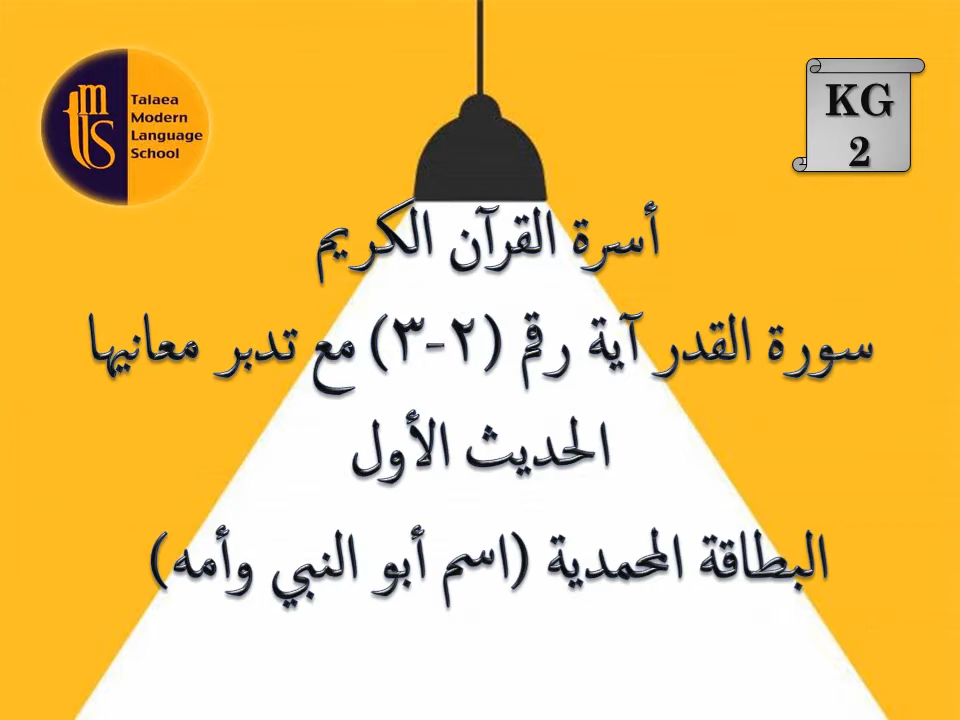 Talaea
Modern
Language
School
tmls
KG
2
أسرة القرآن الكريم
سورة القدر آية رقم (٢-٣) مع تدبر معانيها
الحديث الأول
البطاقة المحمدية (اسم أبو النبي وأمه)